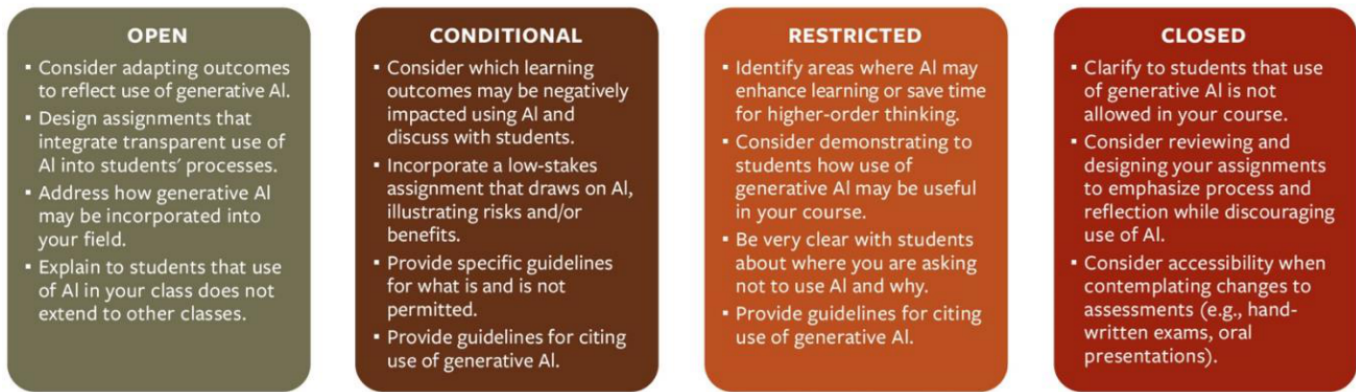 OPEN
▪ Consider adapting outcomes
to reflect use of generative AI.
▪ Design assignments that
integrate transparent use of
AI into students' processes.
▪ Address how generative AI
may be incorporated into
your field.
▪ Explain to students that use
of AI in your class does not
extend to other classes.
CONDITIONAL
▪ Consider which learning
outcomes may be negatively
impacted using AI and
discuss with students.
▪ Incorporate a low-stakes
assignment that draws on AI,
illustrating risks and/or
benefits.
▪ Provide specific guidelines
for what is and is not
permitted.
▪ Provide guidelines for citing
use of generative AI.
RESTRICTED
▪ Identify areas where AI may
enhance learning or save time
for higher-order thinking.
▪ Consider demonstrating to
students how use of
generative AI may be useful
in your course.
▪ Be very clear with students
about where you are asking
not to use AI and why.
▪ Provide guidelines for citing
use of generative AI.
CLOSED
▪ Clarify to students that use
of generative AI is not
allowed in your course.
▪ Consider reviewing and
designing your assignments
to emphasize process and
reflection while discouraging
use of AI.
▪ Consider accessibility when
contemplating changes to
assessments (e.g., hand-
written exams, oral
presentations).